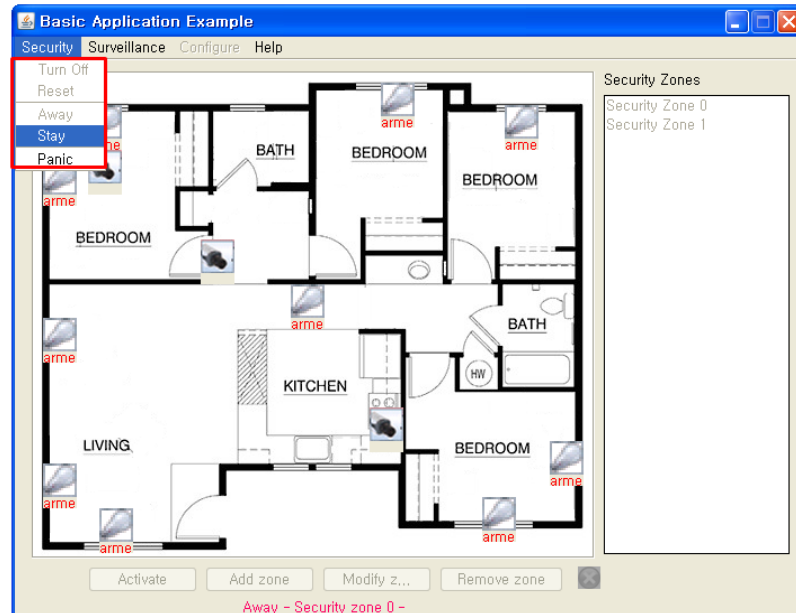 Basic Application Example
Security Surveillance Configure Help
Turn Off
Reset
Away
Stay
Panic
Security Zones
Security Zone 0
Security Zone 1
arme
arme
BATH
BEDROOM
BEDROOM
arme
BEDROOM
arme
arme
BATH
arme
HW
KITCHEN
LIVING
BEDROOM
arme
arme
arme
arme
Activate Add zone Modify z... Remove zone
Away - Security zone 0 -